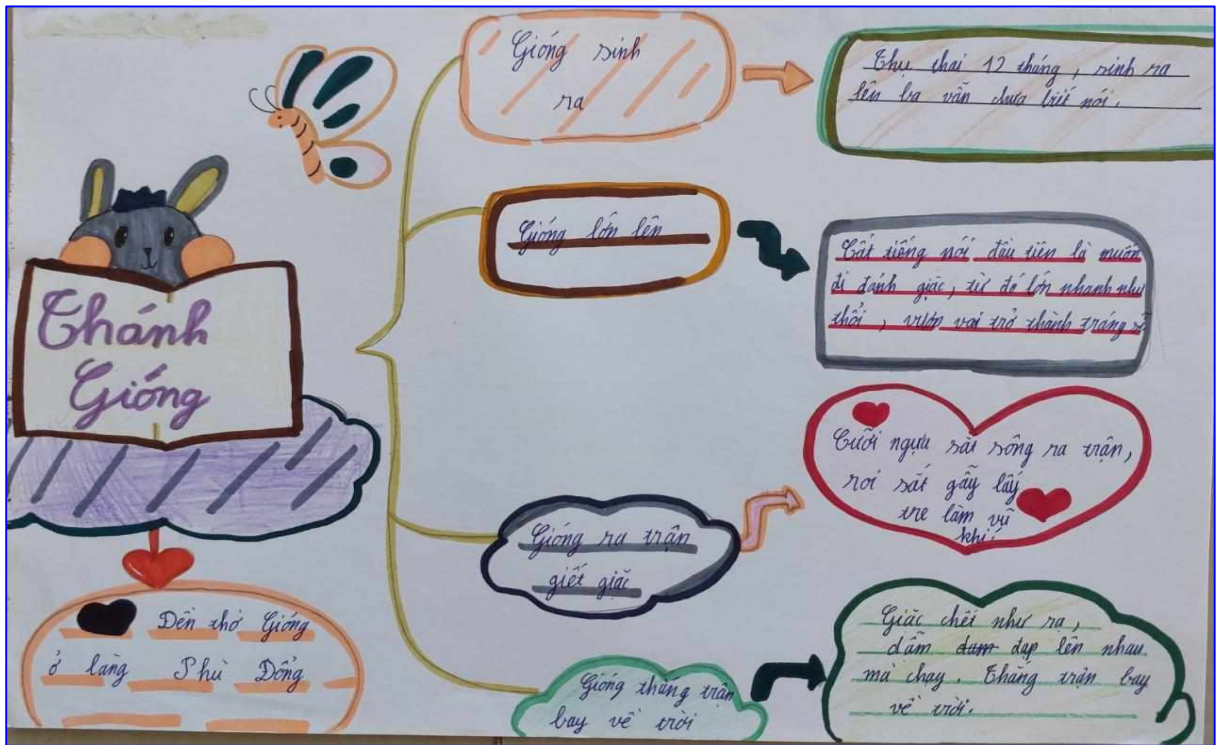 Thánh
Gióng
Đền thờ Gióng
ở làng Phù Đổng
Gióng sinh
ra
Thụ thai 12 tháng, sinh ra
lên ba vẫn chưa biết nói.
Gióng lớn lên
Cất tiếng nói đầu tiên là muốn
đi đánh giặc, từ đó lớn nhanh như
thổi, vươn vai trở thành tráng sĩ
Gióng ra trận
giết giặc
Cưỡi ngựa sắt sông ra trận,
roi sắt gãy lấy
tre làm vũ
khí.
Gióng thắng trận
bay về trời
Giặc chết như rạ,
dẫm dam đạp lên nhau
mà chạy. Thắng trận bay
về trời.